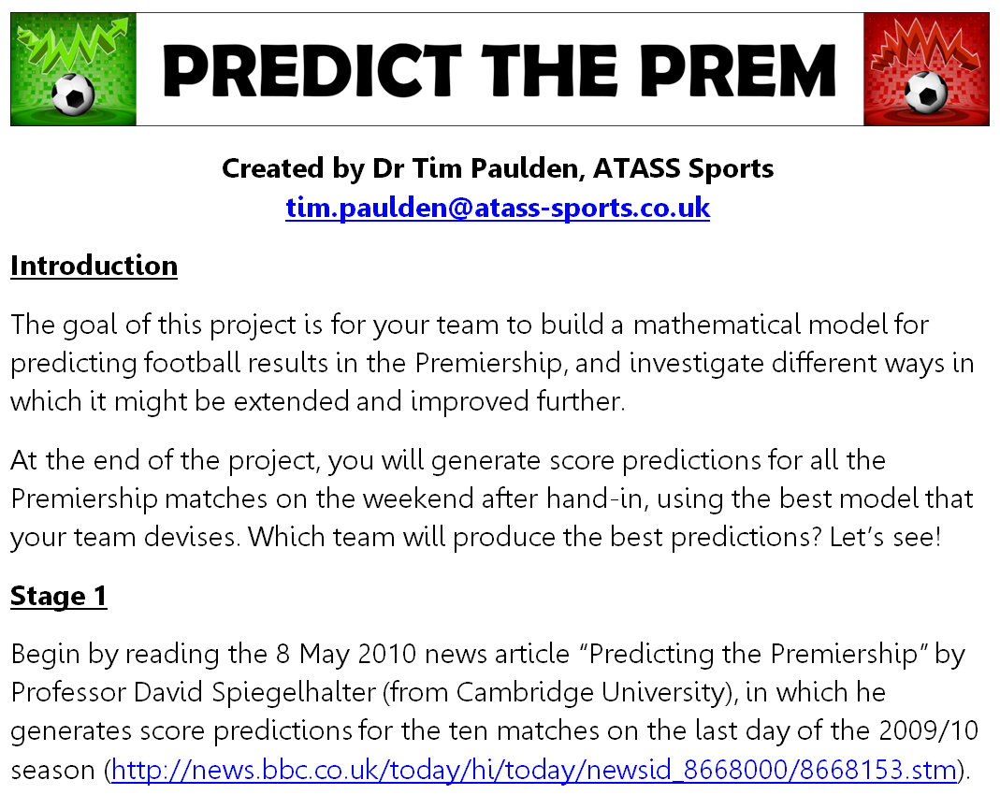 PREDICT THE PREM
Created by Dr Tim Paulden, ATASS Sports
tim.paulden@atass-sports.co.uk
Introduction
The goal of this project is for your team to build a mathematical model for
predicting football results in the Premiership, and investigate different ways in
which it might be extended and improved further.
At the end of the project, you will generate score predictions for all the
Premiership matches on the weekend after hand-in, using the best model that
your team devises. Which team will produce the best predictions? Let’s see!
Stage 1
Begin by reading the 8 May 2010 news article “Predicting the Premiership” by
Professor David Spiegelhalter (from Cambridge University), in which he
generates score predictions for the ten matches on the last day of the 2009/10
season (http://news.bbc.co.uk/today/hi/today/newsid_8668000/8668153.stm).